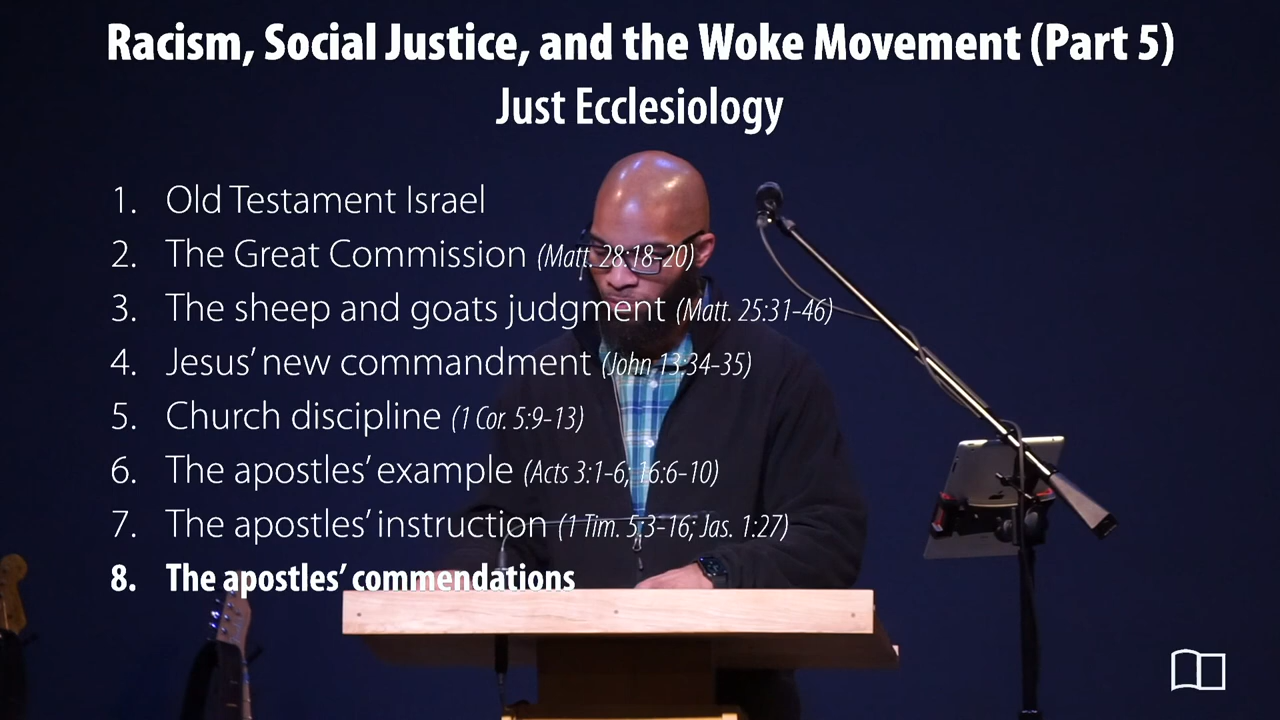 Racism, Social Justice, and the Woke Movement (Part 5)
Just Ecclesiology
1. Old Testament Israel
2. The Great Commission (Matt. 28:18-20)
3. The sheep and goats judgment (Matt. 25:31-46)
4. Jesus' new commandment (John 13:34-35)
5. Church discipline (1 Cor. 5:9-13)
6. The apostles' example (Acts 3:1-6; 16:6-10)
7. The apostles' instruction (1 Tim. 5:3-16; Jas. 1:27)
8. The apostles' commendations